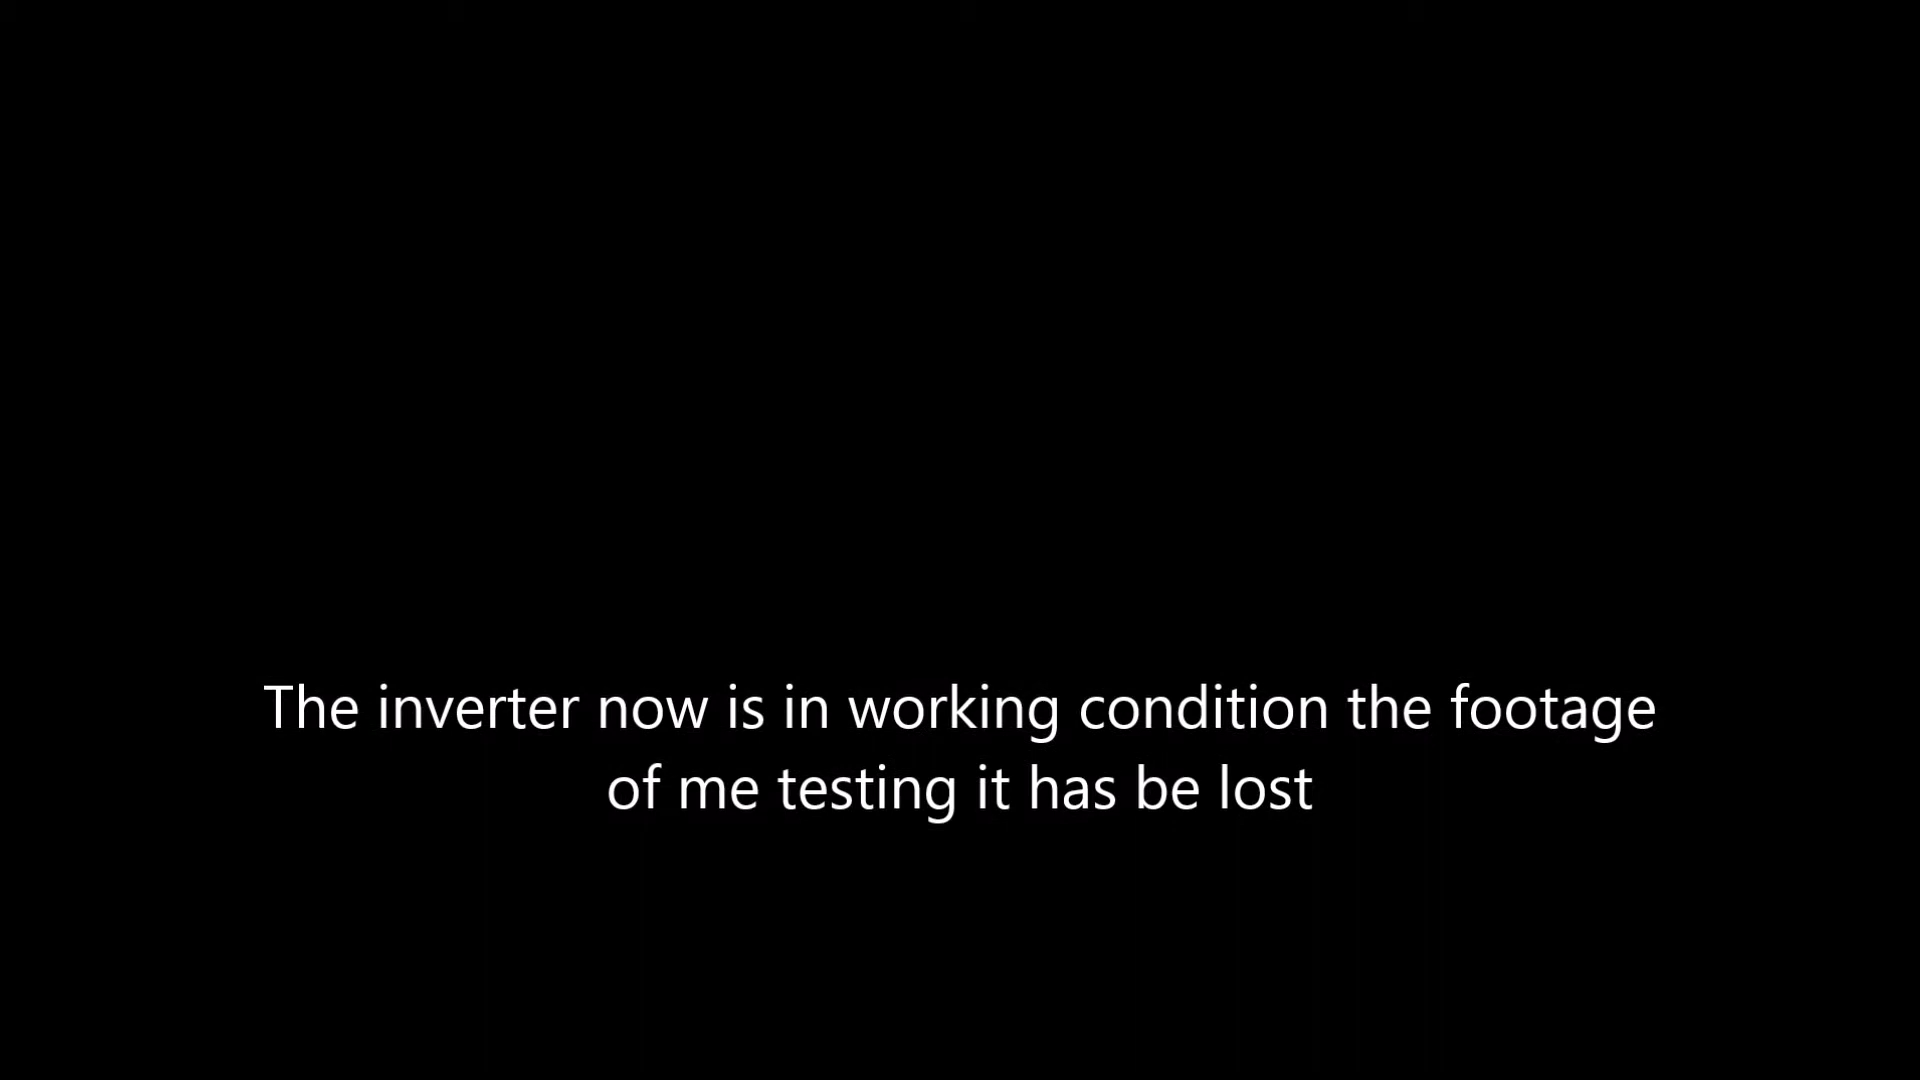 The inverter now is in working condition the footage
of me testing it has be lost